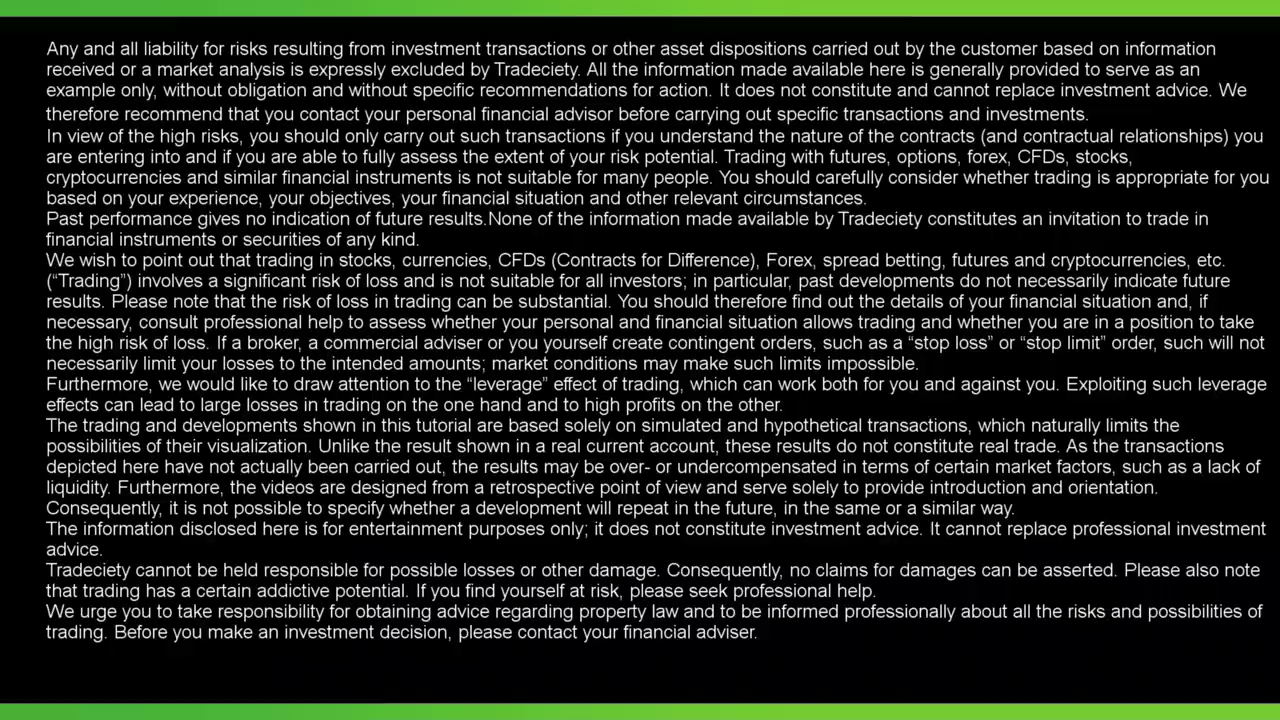 Any and all liability for risks resulting from investment transactions or other asset dispositions carried out by the customer based on information
received or a market analysis is expressly excluded by Tradeciety. All the information made available here is generally provided to serve as an
example only, without obligation and without specific recommendations for action. It does not constitute and cannot replace investment advice. We
therefore recommend that you contact your personal financial advisor before carrying out specific transactions and investments.
In view of the high risks, you should only carry out such transactions if you understand the nature of the contracts (and contractual relationships) you
are entering into and if you are able to fully assess the extent of your risk potential. Trading with futures, options, forex, CFDs, stocks,
cryptocurrencies and similar financial instruments is not suitable for many people. You should carefully consider whether trading is appropriate for you
based on your experience, your objectives, your financial situation and other relevant circumstances.
Past performance gives no indication of future results.None of the information made available by Tradeciety constitutes an invitation to trade in
financial instruments or securities of any kind.
We wish to point out that trading in stocks, currencies, CFDs (Contracts for Difference), Forex, spread betting, futures and cryptocurrencies, etc.
(“Trading”) involves a significant risk of loss and is not suitable for all investors; in particular, past developments do not necessarily indicate future
results. Please note that the risk of loss in trading can be substantial. You should therefore find out the details of your financial situation and, if
necessary, consult professional help to assess whether your personal and financial situation allows trading and whether you are in a position to take
the high risk of loss. If a broker, a commercial adviser or you yourself create contingent orders, such as a “stop loss” or “stop limit” order, such will not
necessarily limit your losses to the intended amounts; market conditions may make such limits impossible.
Furthermore, we would like to draw attention to the “leverage” effect of trading, which can work both for you and against you. Exploiting such leverage
effects can lead to large losses in trading on the one hand and to high profits on the other.
The trading and developments shown in this tutorial are based solely on simulated and hypothetical transactions, which naturally limits the
possibilities of their visualization. Unlike the result shown in a real current account, these results do not constitute real trade. As the transactions
depicted here have not actually been carried out, the results may be over- or undercompensated in terms of certain market factors, such as a lack of
liquidity. Furthermore, the videos are designed from a retrospective point of view and serve solely to provide introduction and orientation.
Consequently, it is not possible to specify whether a development will repeat in the future, in the same or a similar way.
The information disclosed here is for entertainment purposes only; it does not constitute investment advice. It cannot replace professional investment
advice.
Tradeciety cannot be held responsible for possible losses or other damage. Consequently, no claims for damages can be asserted. Please also note
that trading has a certain addictive potential. If you find yourself at risk, please seek professional help.
We urge you to take responsibility for obtaining advice regarding property law and to be informed professionally about all the risks and possibilities of
trading. Before you make an investment decision, please contact your financial adviser.